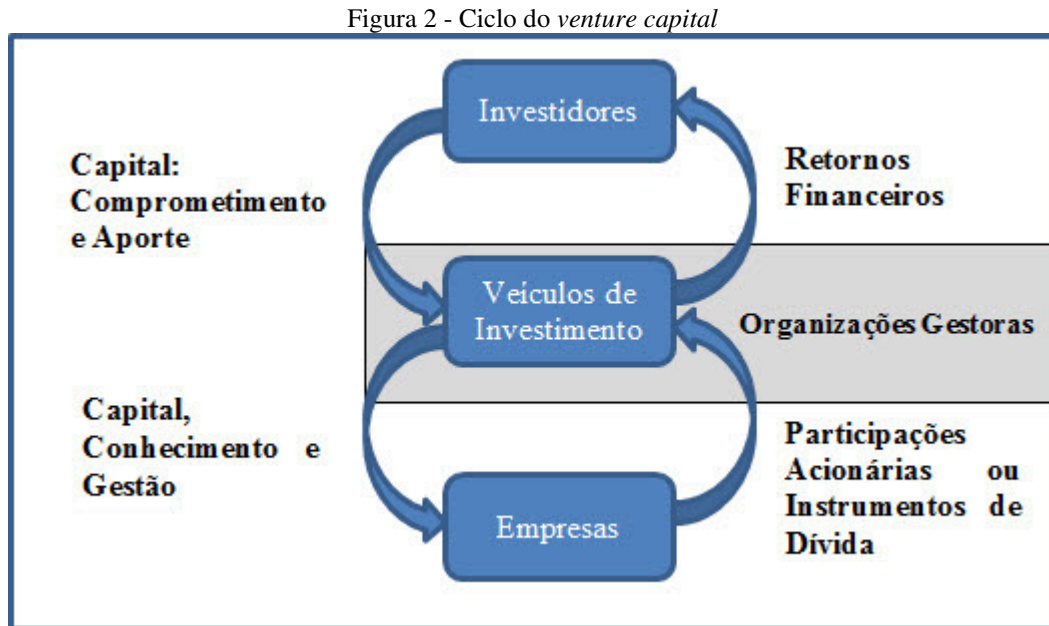 Figura 2 - Ciclo do venture capital
Investidores
Capital:
Comprometimento
e Aporte
Retornos
Financeiros
Veículos de
Investimento
Organizações Gestoras
Capital,
Conhecimento e
Gestão
Participações
Acionárias ou
Instrumentos de
Dívida
Empresas